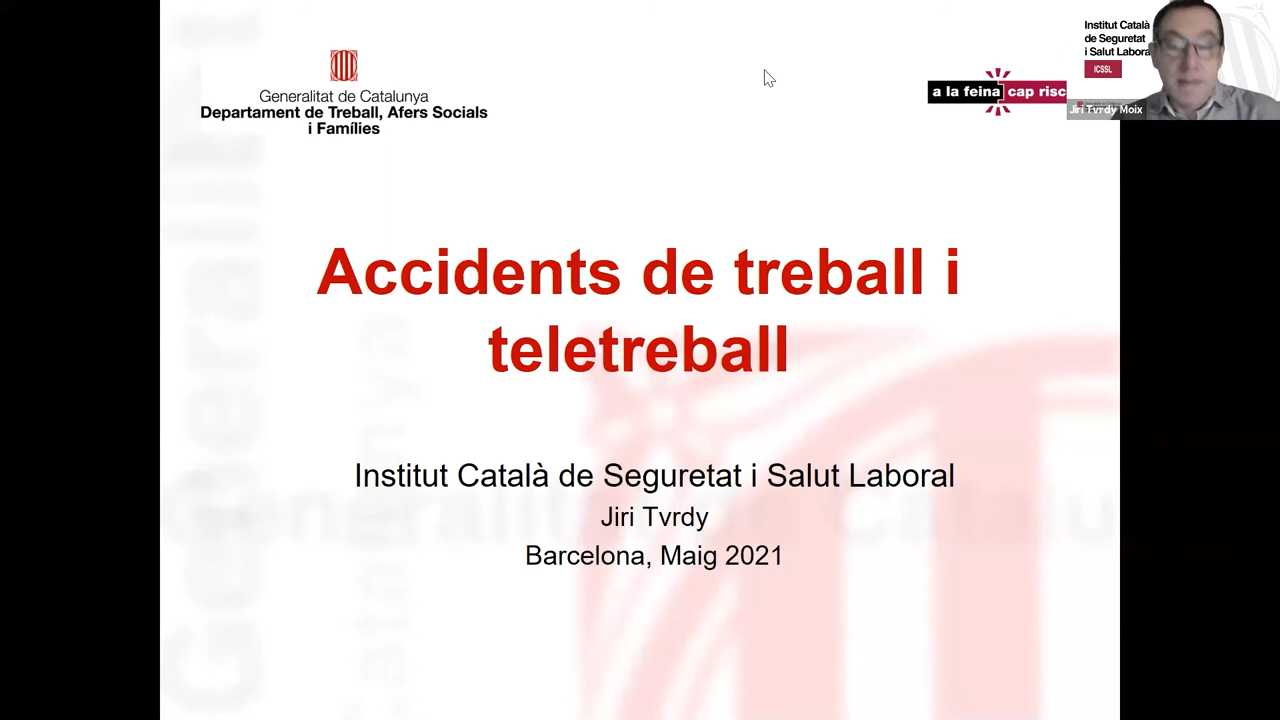 Generalitat de Catalunya
Departament de Treball, Afers Socials
i Famílies
a la feina cap risc
Institut Català
de Seguretat
i Salut Labora
ICSSL
Jiri Tvrdy Moix
Accidents de treball i
teletreball
Institut Català de Seguretat i Salut Laboral
Jiri Tvrdy
Barcelona, Maig 2021